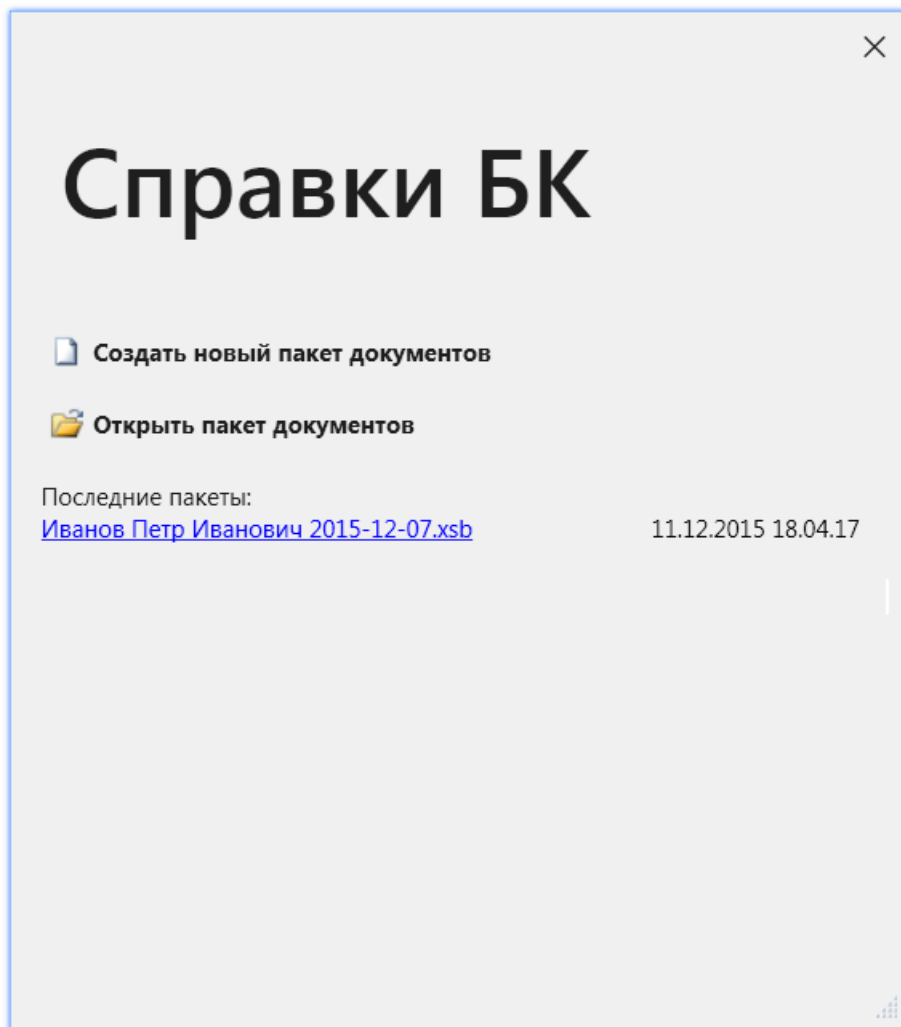 Справки БК
Создать новый пакет документов
Открыть пакет документов
Последние пакеты:
Иванов Петр Иванович 2015-12-07.xsb 11.12.2015 18.04.17